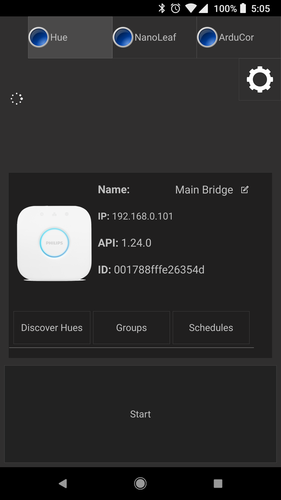 100% 5:05
Hue NanoLeaf ArduCor
Name: Main Bridge
IP: 192.168.0.101
PHILIPS
API: 1.24.0
ID: 001788fffe26354d
Discover Hues Groups Schedules
Start